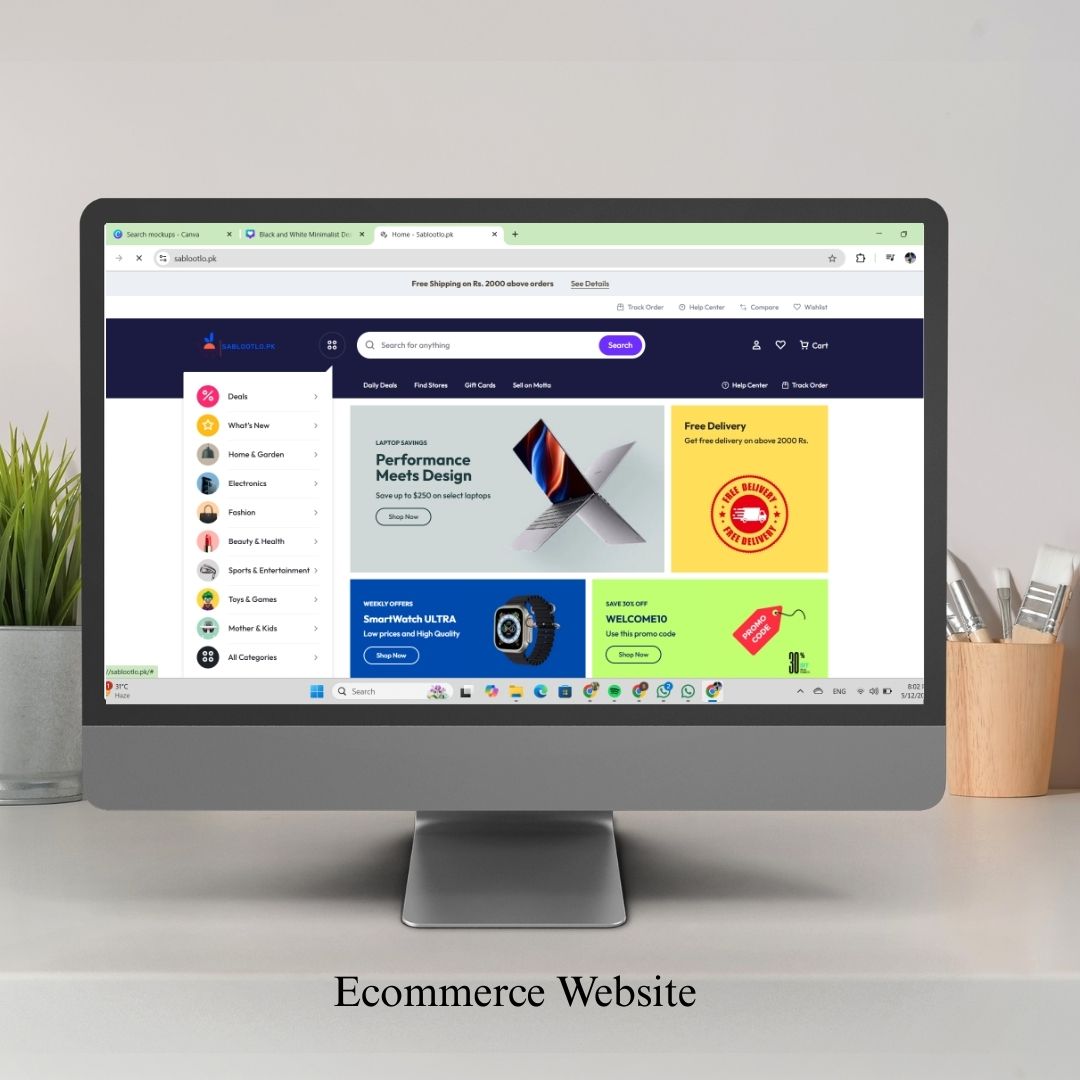 Search mockups - Canva
Black and White Minimalist De
Home - Sablootlo.pk
sablootlo.pk
Free Shipping on Rs. 2000 above orders See Details
Track Order Help Center Compare Wishlist
SABLOOTLO.PK
Search for anything Search
Cart
Daily Deals Find Stores Gift Cards Sell on Motta
Help Center Track Order
Deals
What's New
Home & Garden
Electronics
Fashion
Beauty & Health
Sports & Entertainment
Toys & Games
Mother & Kids
All Categories
LAPTOP SAVINGS
Performance
Meets Design
Save up to $250 on select laptops
Shop Now
Free Delivery
Get free delivery on above 2000 Rs.
FREE DELIVERY
FREE DELIVERY
WEEKLY OFFERS
SmartWatch ULTRA
Low prices and High Quality
Shop Now
SAVE 30% OFF
WELCOME10
Use this promo code
Shop Now
PROMO
CODE
30%
/sablootlo.pk/#
31°C
Haze
Search
ENG
8:02
5/12/20
Ecommerce Website